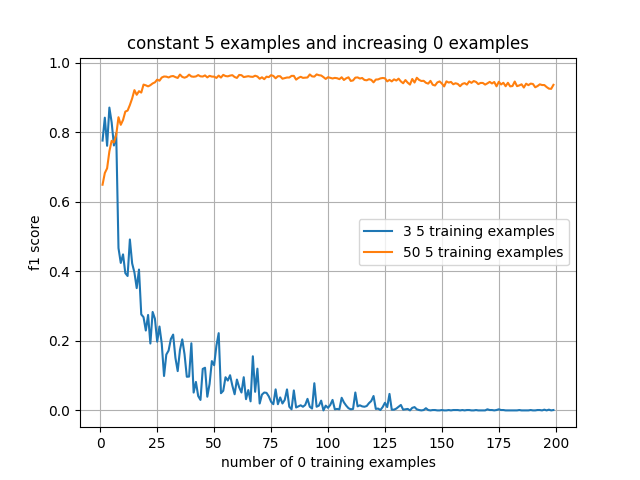 constant 5 examples and increasing 0 examples
1.0
0.8
0.6
0.4
0.2
0.0
f1 score
3 5 training examples
50 5 training examples
0 25 50 75 100 125 150 175 200
number of 0 training examples